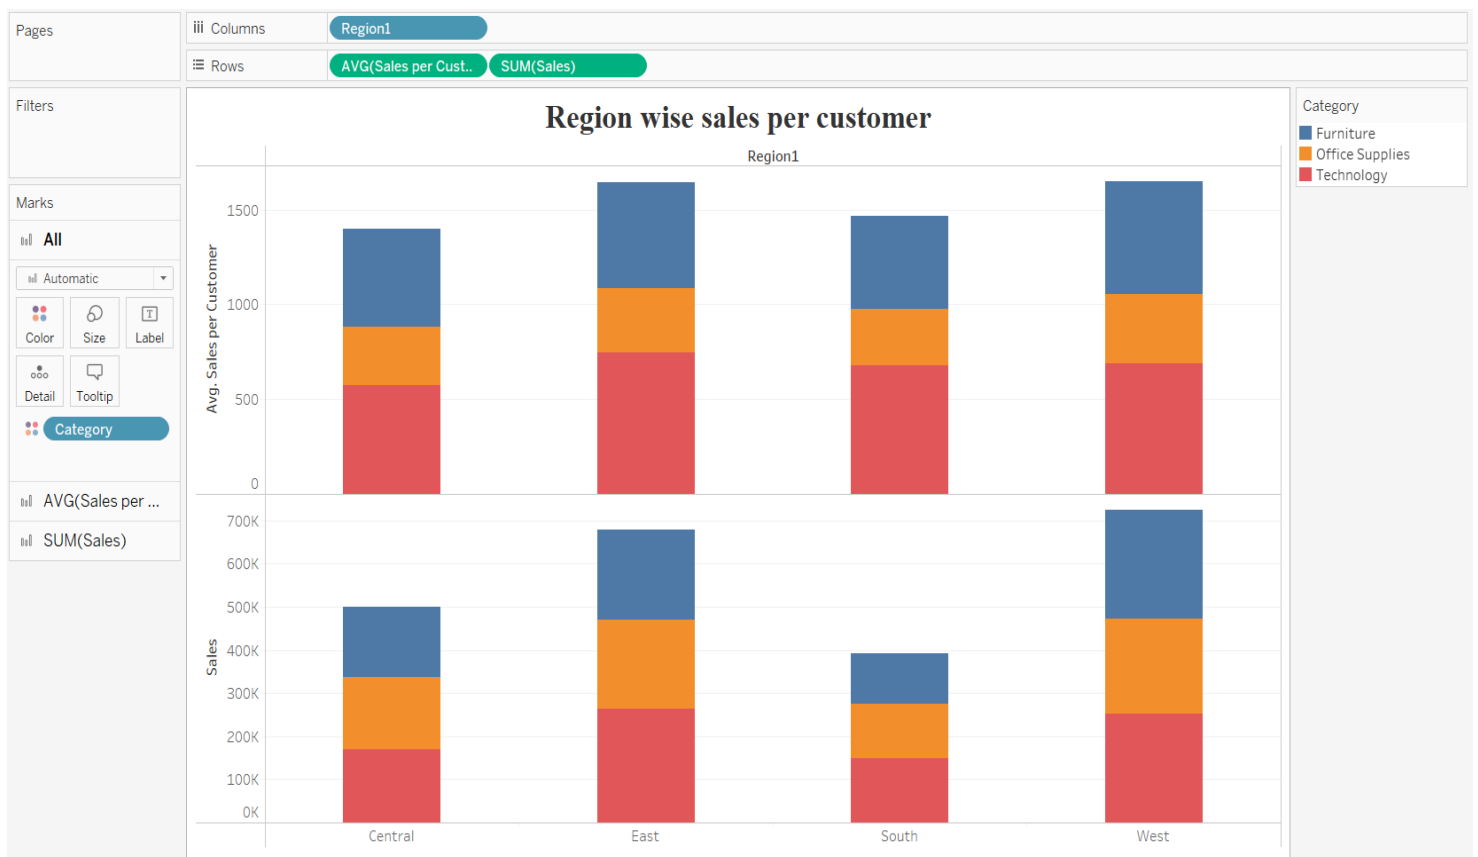 Pages
Columns
Region1
Rows
AVG(Sales per Cust..
SUM(Sales)
Filters
Marks
All
Automatic
Color
Size
Label
Detail
Tooltip
Category
AVG(Sales per ...
SUM(Sales)
Region wise sales per customer
Region1
Avg. Sales per Customer
1500
1000
500
0
Sales
700K
600K
500K
400K
300K
200K
100K
0K
Central
East
South
West
Category
Furniture
Office Supplies
Technology